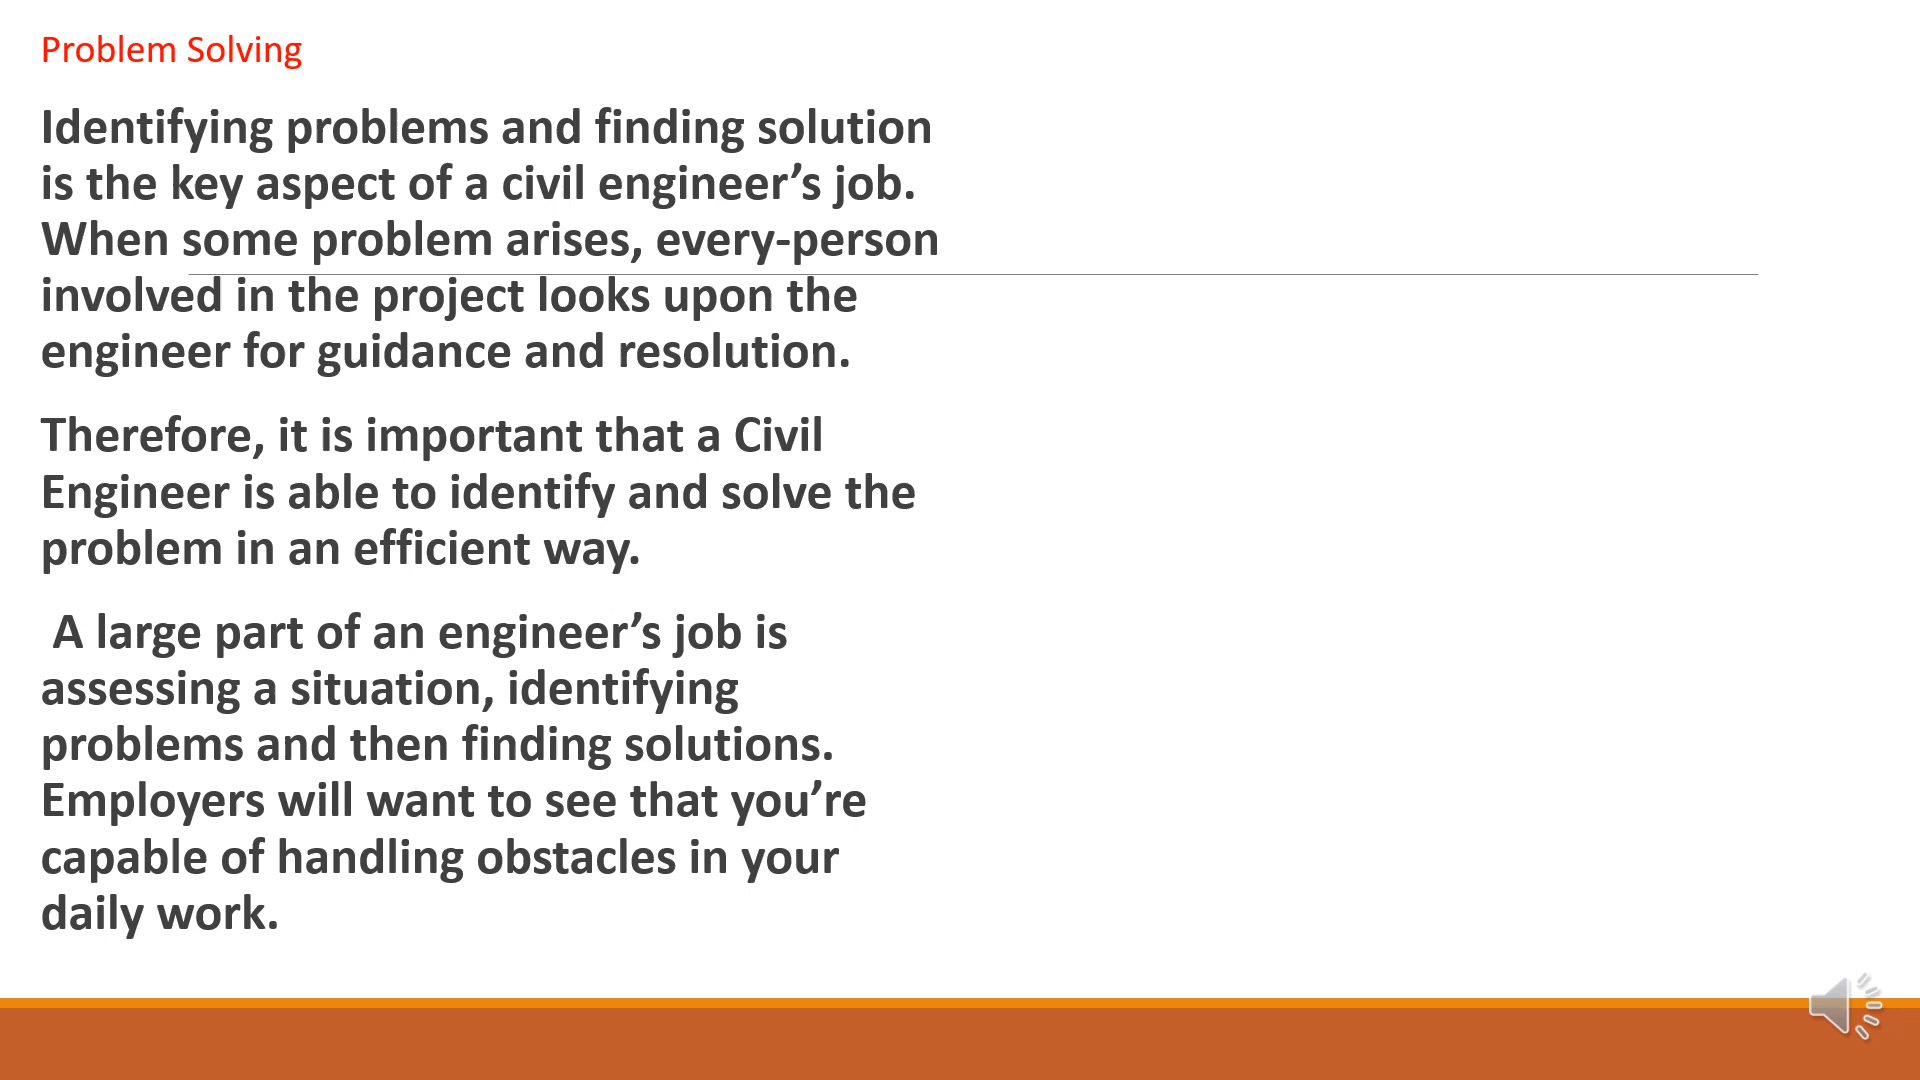 Problem Solving
Identifying problems and finding solution
is the key aspect of a civil engineer’s job.
When some problem arises, every-person
involved in the project looks upon the
engineer for guidance and resolution.
Therefore, it is important that a Civil
Engineer is able to identify and solve the
problem in an efficient way.
A large part of an engineer’s job is
assessing a situation, identifying
problems and then finding solutions.
Employers will want to see that you’re
capable of handling obstacles in your
daily work.